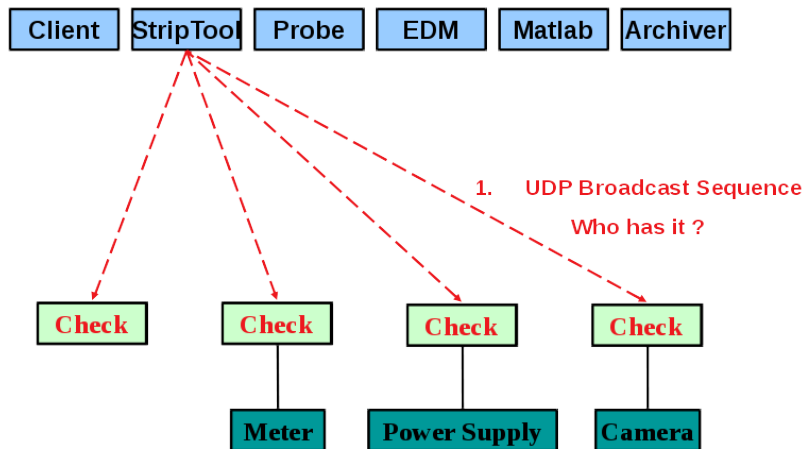 Client StripTool Probe EDM Matlab Archiver
1. UDP Broadcast Sequence
Who has it ?
Check Check Check Check
Meter Power Supply Camera